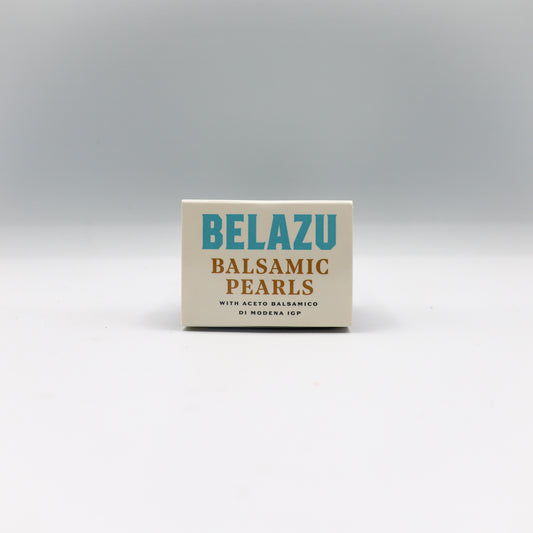 BELAZU
BALSAMIC
PEARLS
WITH ACETO BALSAMICO
DI MODENA IGP